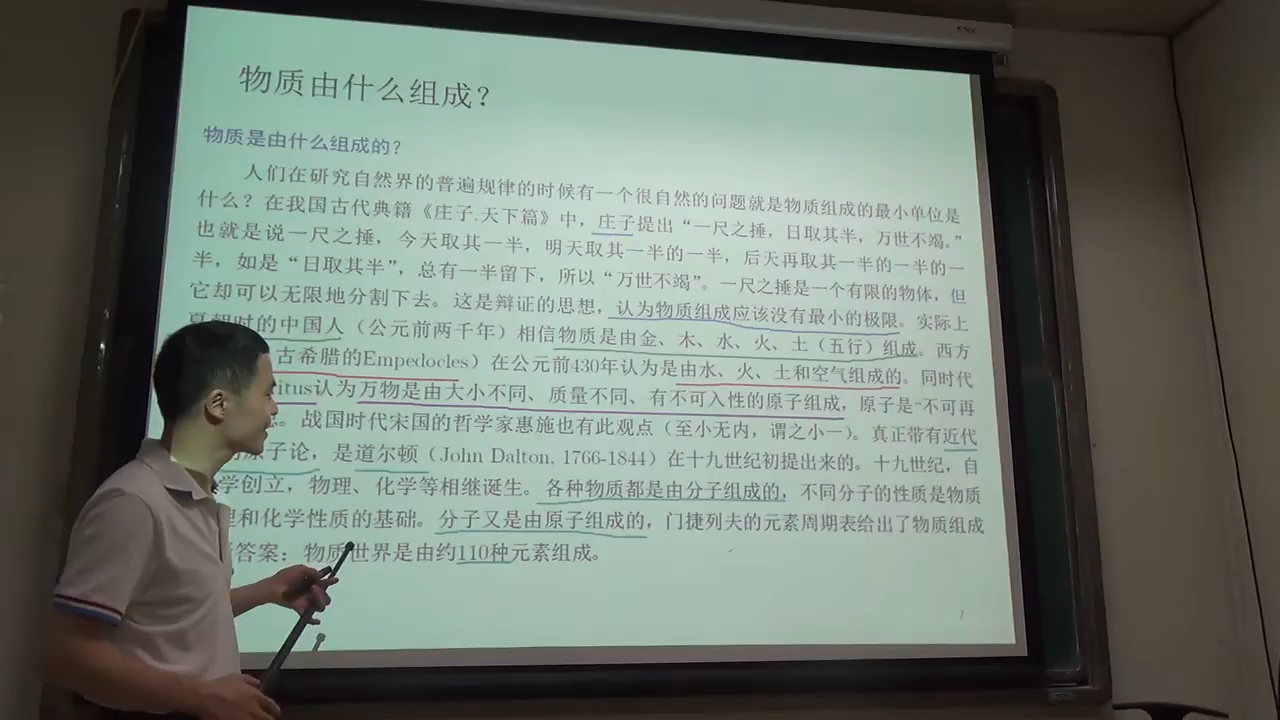 物质由什么组成？
物质是由什么组成的？
人们在研究自然界的普遍规律的时候有一个很自然的问题就是物质组成的最小单位是
什么？在我国古代典籍《庄子.天下篇》中，庄子提出“一尺之捶，日取其半，万世不竭。”
也就是说一尺之捶，今天取其一半，明天取其一半的一半，后天再取其一半的一半的一
半，如是“日取其半”，总有一半留下，所以“万世不竭”。一尺之捶是一个有限的物体，但
它却可以无限地分割下去。这是辩证的思想，认为物质组成应该没有最小的极限。实际上
夏朝时的中国人（公元前两千年）相信物质是由金、木、水、火、土（五行）组成。西方
古希腊的Empedocles）在公元前430年认为是由水、火、土和空气组成的。同时代
itus认为万物是由大小不同、质量不同、有不可入性的原子组成，原子是“不可再
。战国时代宋国的哲学家惠施也有此观点（至小无内，谓之小一）。真正带有近代
原子论，是道尔顿（John Dalton, 1766-1844）在十九世纪初提出来的。十九世纪，自
学创立，物理、化学等相继诞生。各种物质都是由分子组成的，不同分子的性质是物质
理和化学性质的基础。分子又是由原子组成的，门捷列夫的元素周期表给出了物质组成
答案：物质世界是由约110种元素组成。